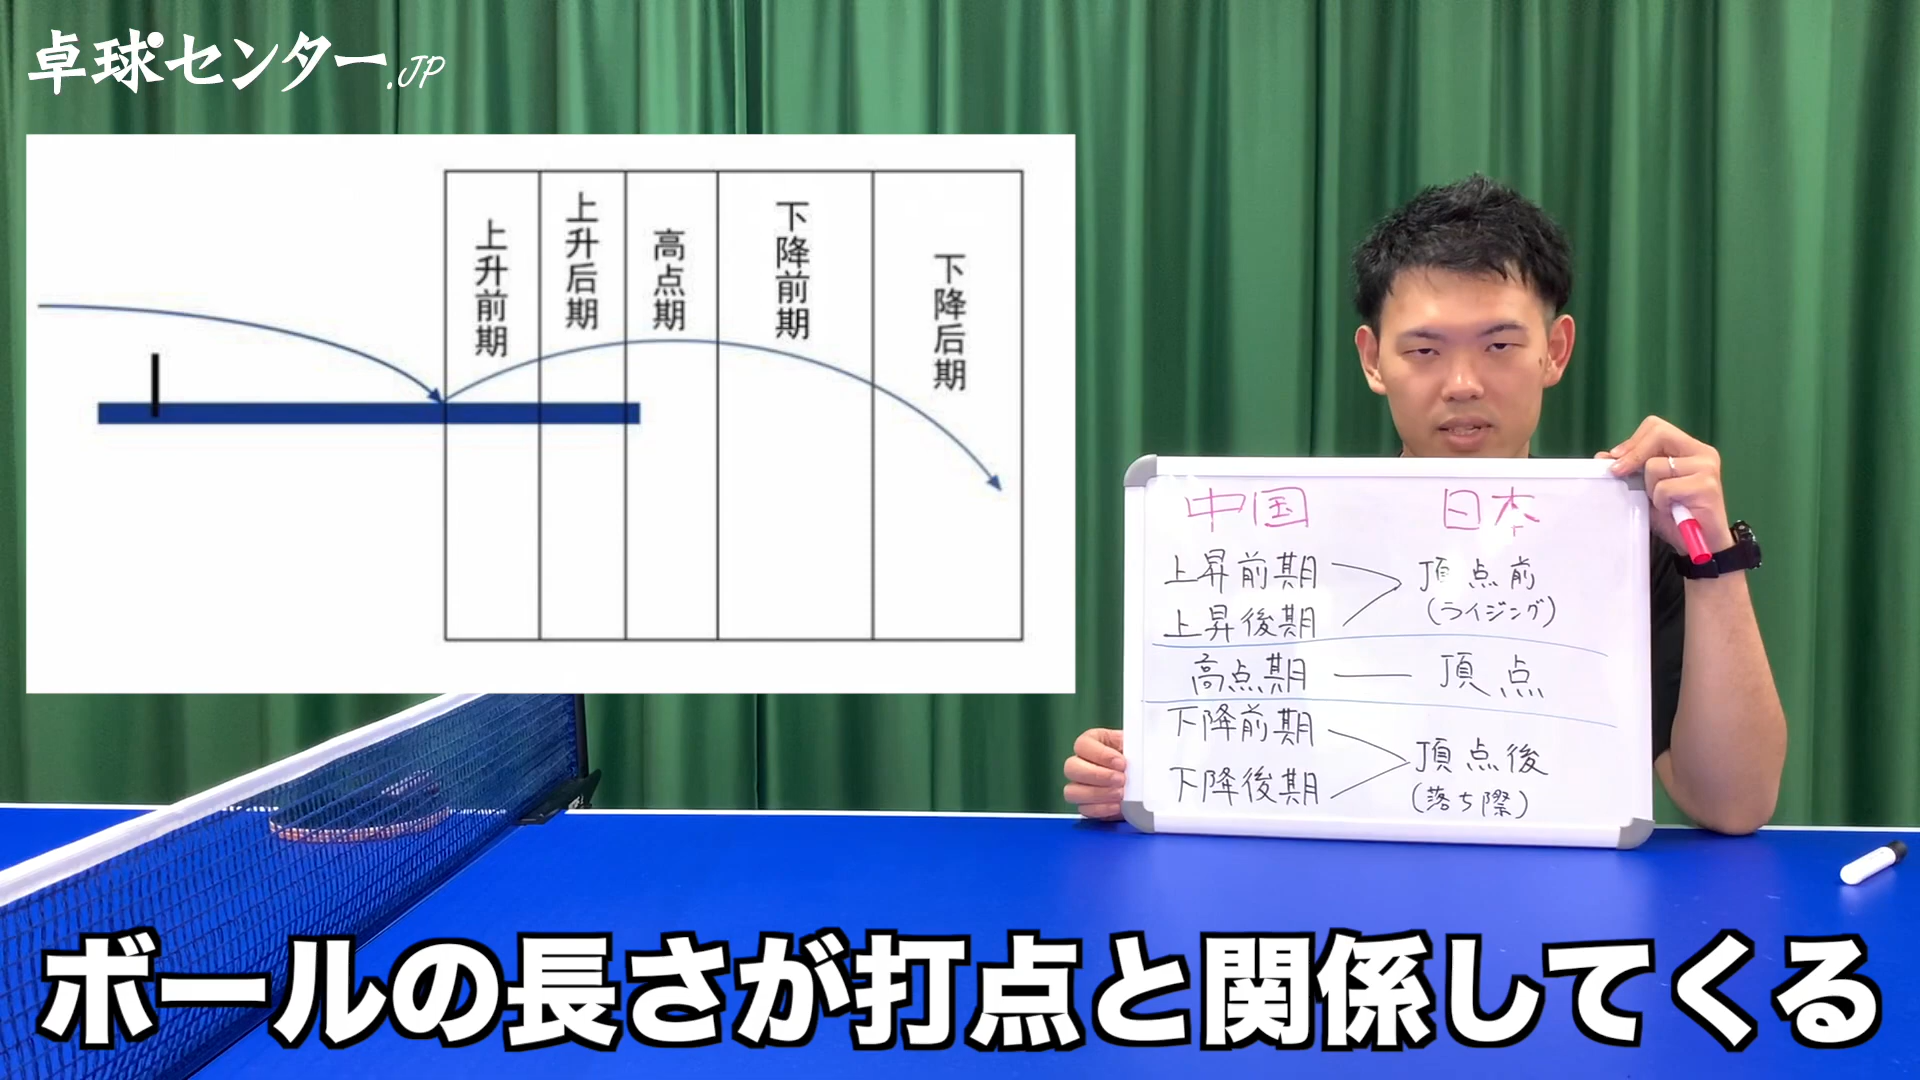 卓球センター.JP
上升前期
上升后期
高点期
下降前期
下降后期
中国 日本
上昇前期 頂点前
(ライジング)
上昇後期
高点期 頂点
下降前期
頂点後
下降後期 (落ち際)
ボールの長さが打点と関係してくる